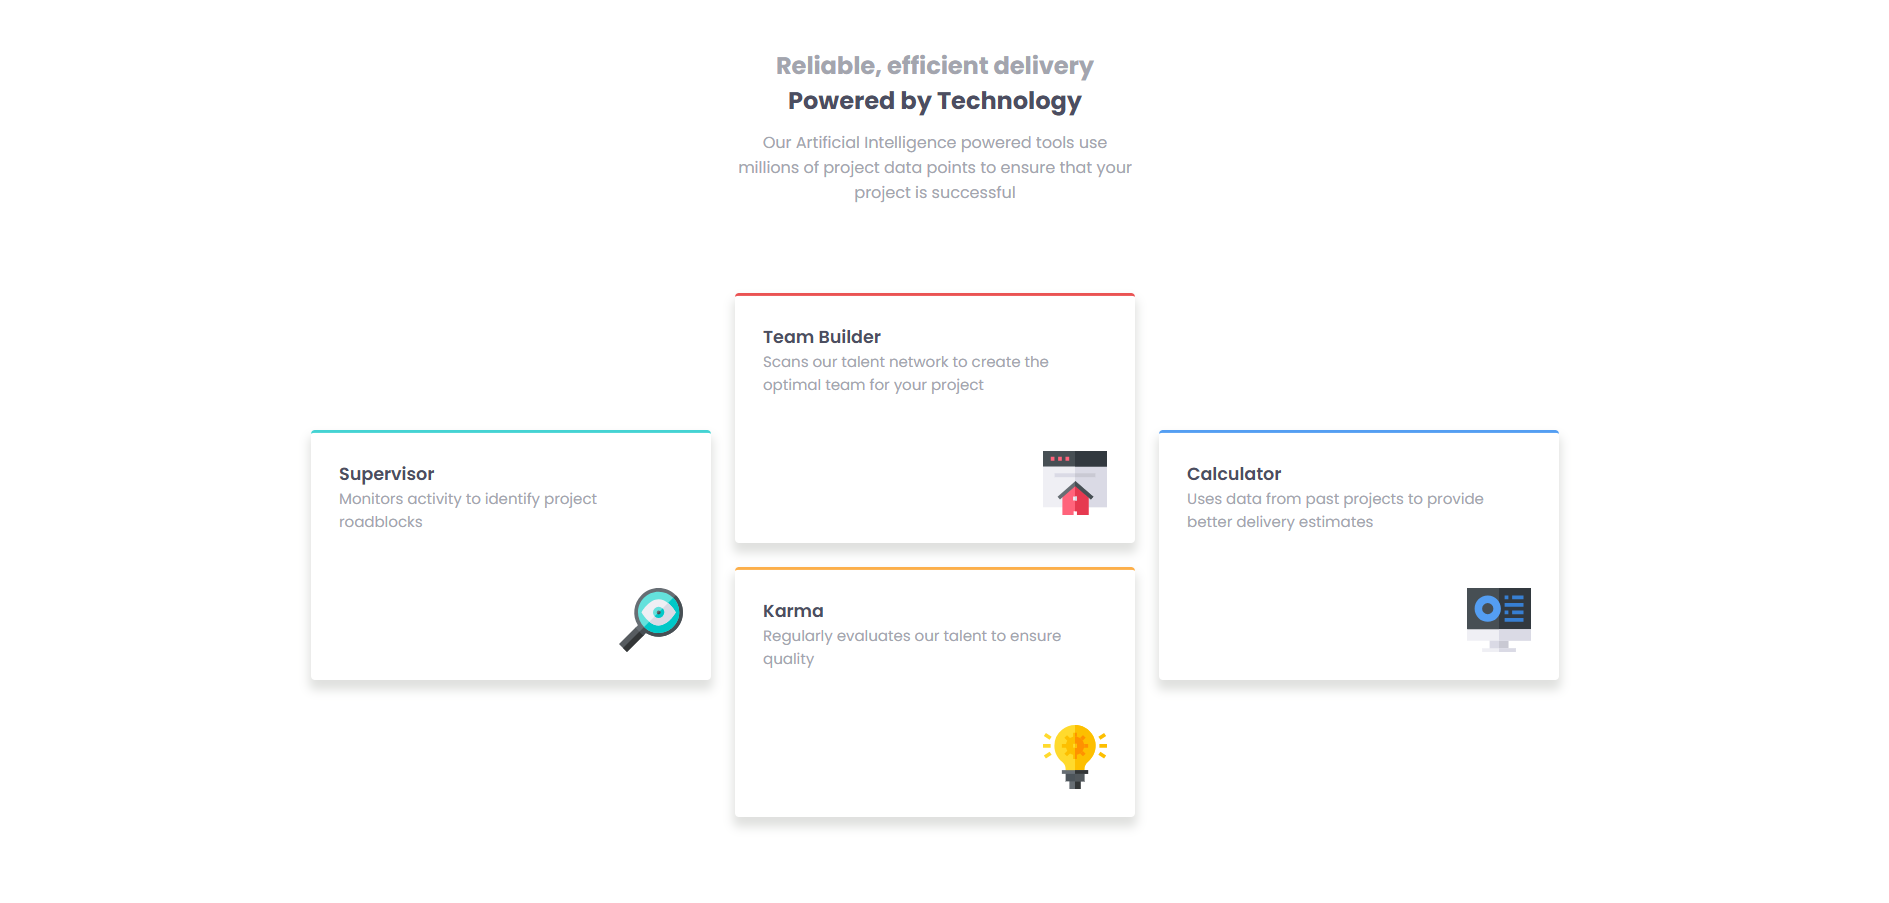 Reliable, efficient delivery
Powered by Technology
Our Artificial Intelligence powered tools use
millions of project data points to ensure that your
project is successful
Team Builder
Scans our talent network to create the
optimal team for your project
Supervisor
Monitors activity to identify project
roadblocks
Calculator
Uses data from past projects to provide
better delivery estimates
Karma
Regularly evaluates our talent to ensure
quality